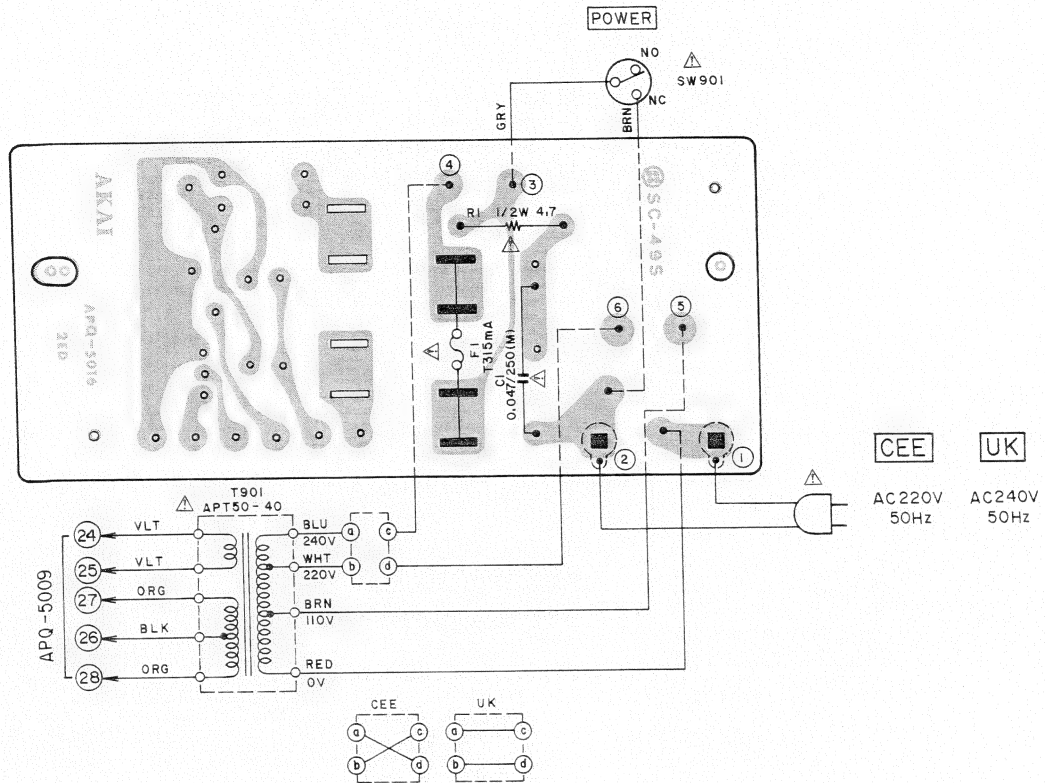 POWER
NO
SW901
NC
GRY
BRN
4
3
R1 1/2W 4.7
AKAI
SC-495
6
5
APQ-5016
2ED
F1
T315mA
C1
0.047/250(M)
2
1
CEE
UK
AC220V
50Hz
AC240V
50Hz
T901
APT50-40
24
VLT
BLU
240V
a
c
25
VLT
WHT
220V
b
d
27
ORG
BRN
110V
26
BLK
28
ORG
RED
0V
APQ-5009
CEE
UK
a
c
a
c
b
d
b
d